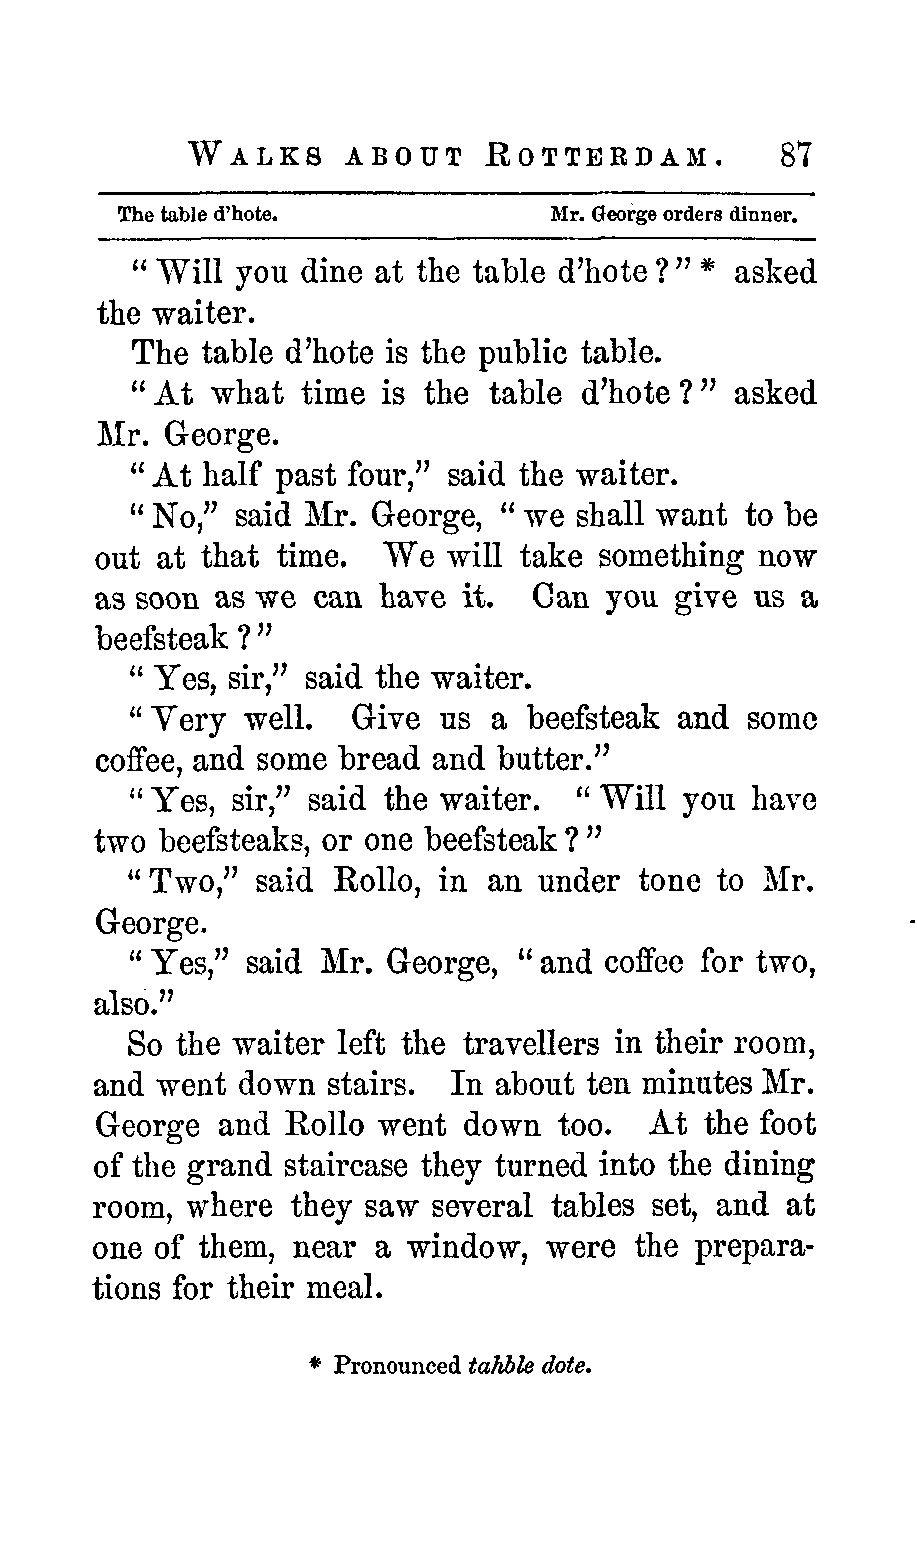 WALKS ABOUT ROTTERDAM. 87
The table d'hote. Mr. George orders dinner.
"Will you dine at the table d'hote?"* asked
the waiter.
The table d'hote is the public table.
"At what time is the table d'hote?" asked
Mr. George.
"At half past four," said the waiter.
"No," said Mr. George, "we shall want to be
out at that time. We will take something now
as soon as we can have it. Can you give us a
beefsteak?"
"Yes, sir," said the waiter.
"Very well. Give us a beefsteak and some
coffee, and some bread and butter."
"Yes, sir," said the waiter. "Will you have
two beefsteaks, or one beefsteak?"
"Two," said Rollo, in an under tone to Mr.
George.
"Yes," said Mr. George, "and coffee for two,
also."
So the waiter left the travellers in their room,
and went down stairs. In about ten minutes Mr.
George and Rollo went down too. At the foot
of the grand staircase they turned into the dining
room, where they saw several tables set, and at
one of them, near a window, were the prepara-
tions for their meal.
* Pronounced tahble dote.